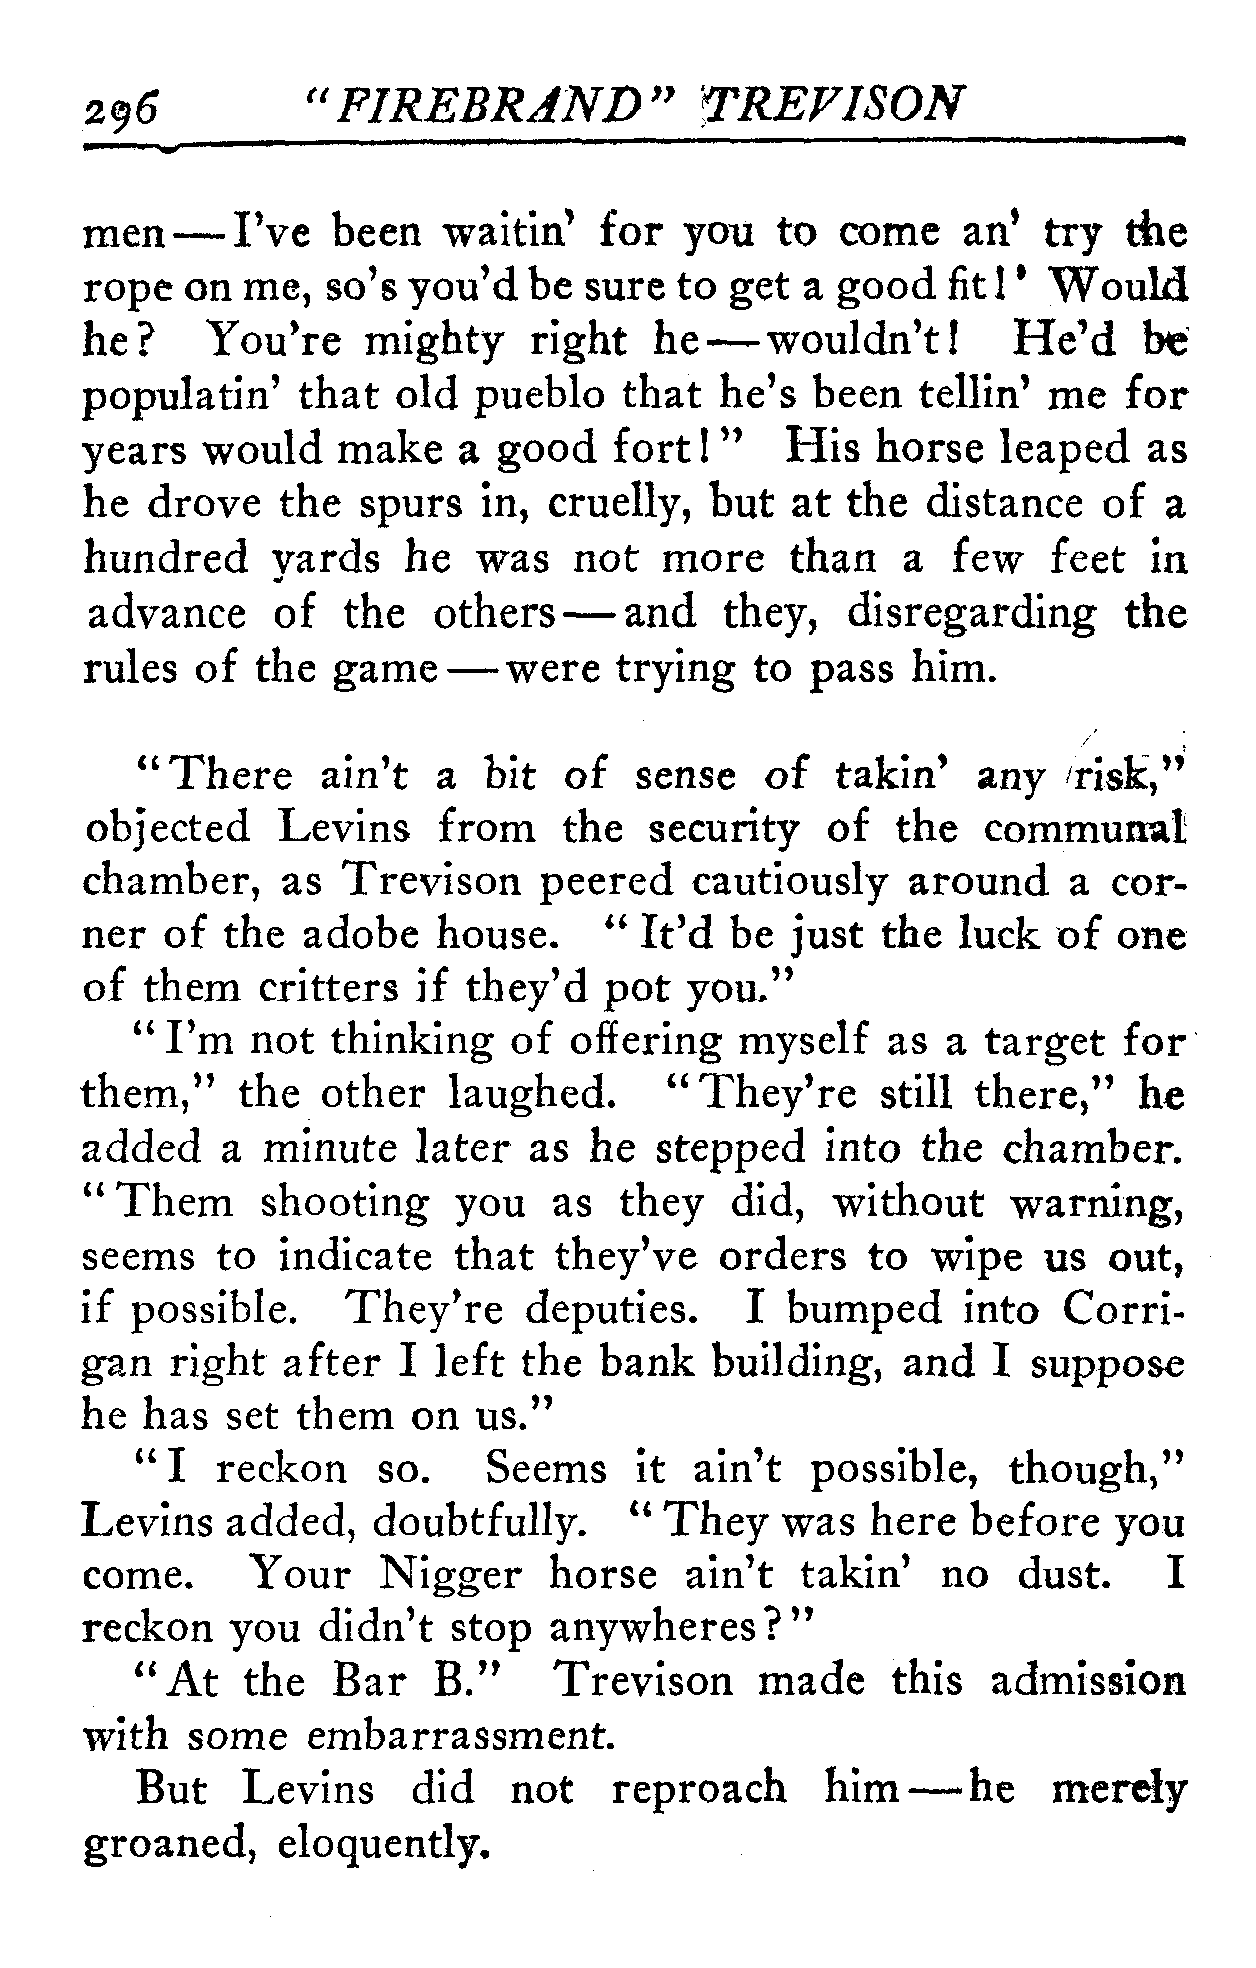 296 "FIREBRAND" TREVISON
men—I've been waitin' for you to come an' try the
rope on me, so's you'd be sure to get a good fit!' Would
he? You're mighty right he—wouldn't! He'd be
populatin' that old pueblo that he's been tellin' me for
years would make a good fort!" His horse leaped as
he drove the spurs in, cruelly, but at the distance of a
hundred yards he was not more than a few feet in
advance of the others—and they, disregarding the
rules of the game—were trying to pass him.
"There ain't a bit of sense of takin' any risk,"
objected Levins from the security of the communal
chamber, as Trevison peered cautiously around a cor-
ner of the adobe house. "It'd be just the luck of one
of them critters if they'd pot you."
"I'm not thinking of offering myself as a target for
them," the other laughed. "They're still there," he
added a minute later as he stepped into the chamber.
"Them shooting you as they did, without warning,
seems to indicate that they've orders to wipe us out,
if possible. They're deputies. I bumped into Corri-
gan right after I left the bank building, and I suppose
he has set them on us."
"I reckon so. Seems it ain't possible, though,"
Levins added, doubtfully. "They was here before you
come. Your Nigger horse ain't takin' no dust. I
reckon you didn't stop anywheres?"
"At the Bar B." Trevison made this admission
with some embarrassment.
But Levins did not reproach him—he merely
groaned, eloquently.